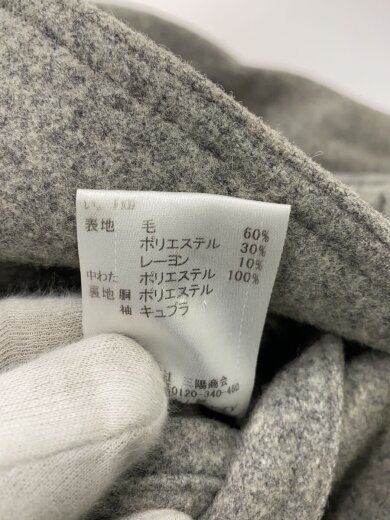 表地 毛 60%
ポリエステル 30%
レーヨン 10%
中わた ポリエステル 100%
裏地 胴 ポリエステル
袖 キュプラ
三陽商会
0120-340-460